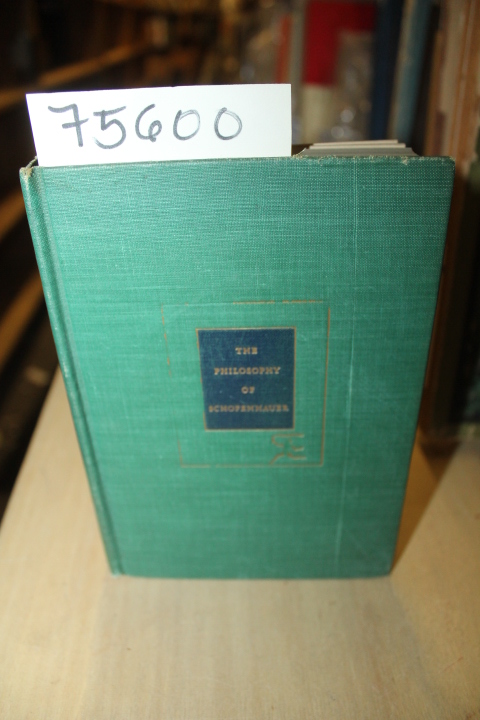 75600
THE
PHILOSOPHY
OF
SCHOPENHAUER